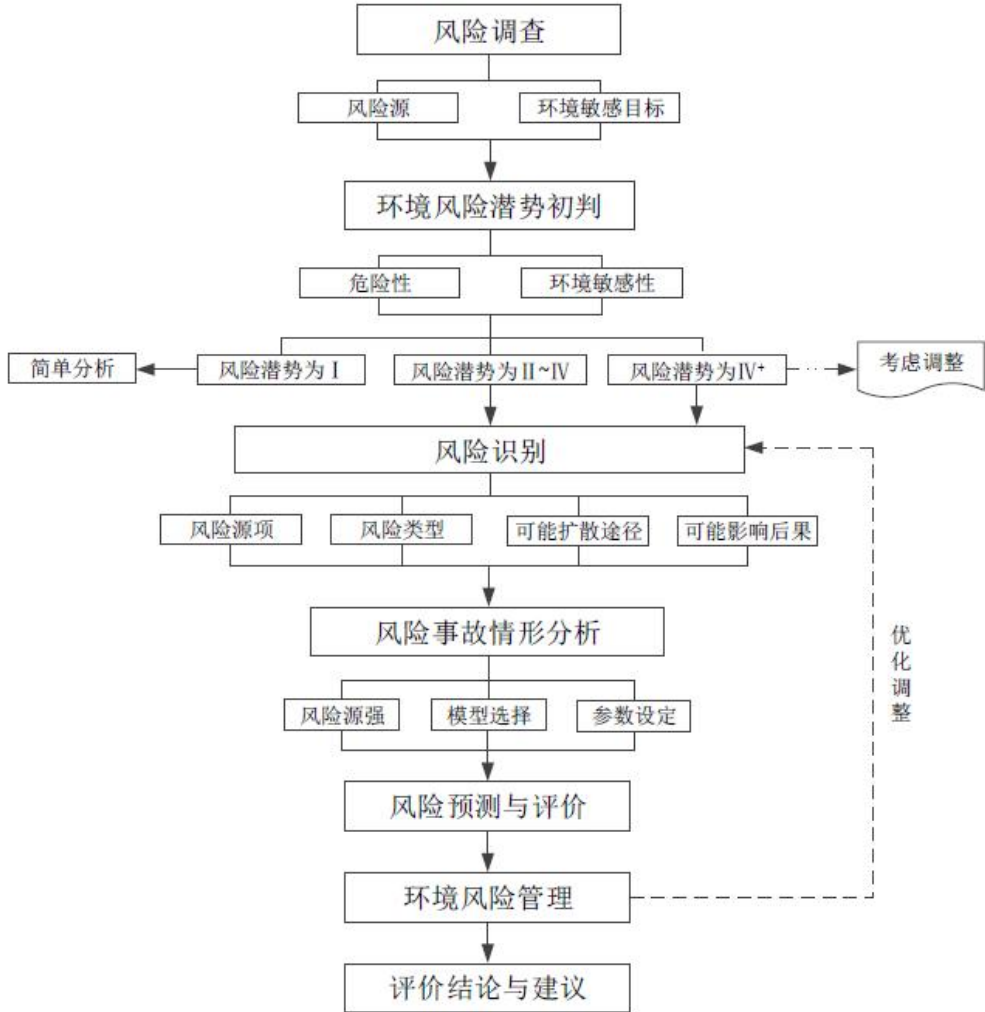 风险调查
风险源
环境敏感目标
环境风险潜势初判
危险性
环境敏感性
简单分析
风险潜势为Ⅰ
风险潜势为Ⅱ~Ⅳ
风险潜势为Ⅳ⁺
考虑调整
风险识别
风险源项
风险类型
可能扩散途径
可能影响后果
风险事故情形分析
优化调整
风险源强
模型选择
参数设定
风险预测与评价
环境风险管理
评价结论与建议